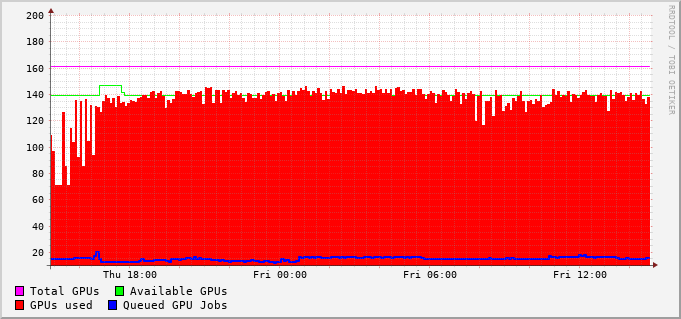 200
180
160
140
120
100
80
60
40
20
Thu 18:00 Fri 00:00 Fri 06:00 Fri 12:00
Total GPUs Available GPUs
GPUs used Queued GPU Jobs
RRDTOOL / TOBI OETIKER